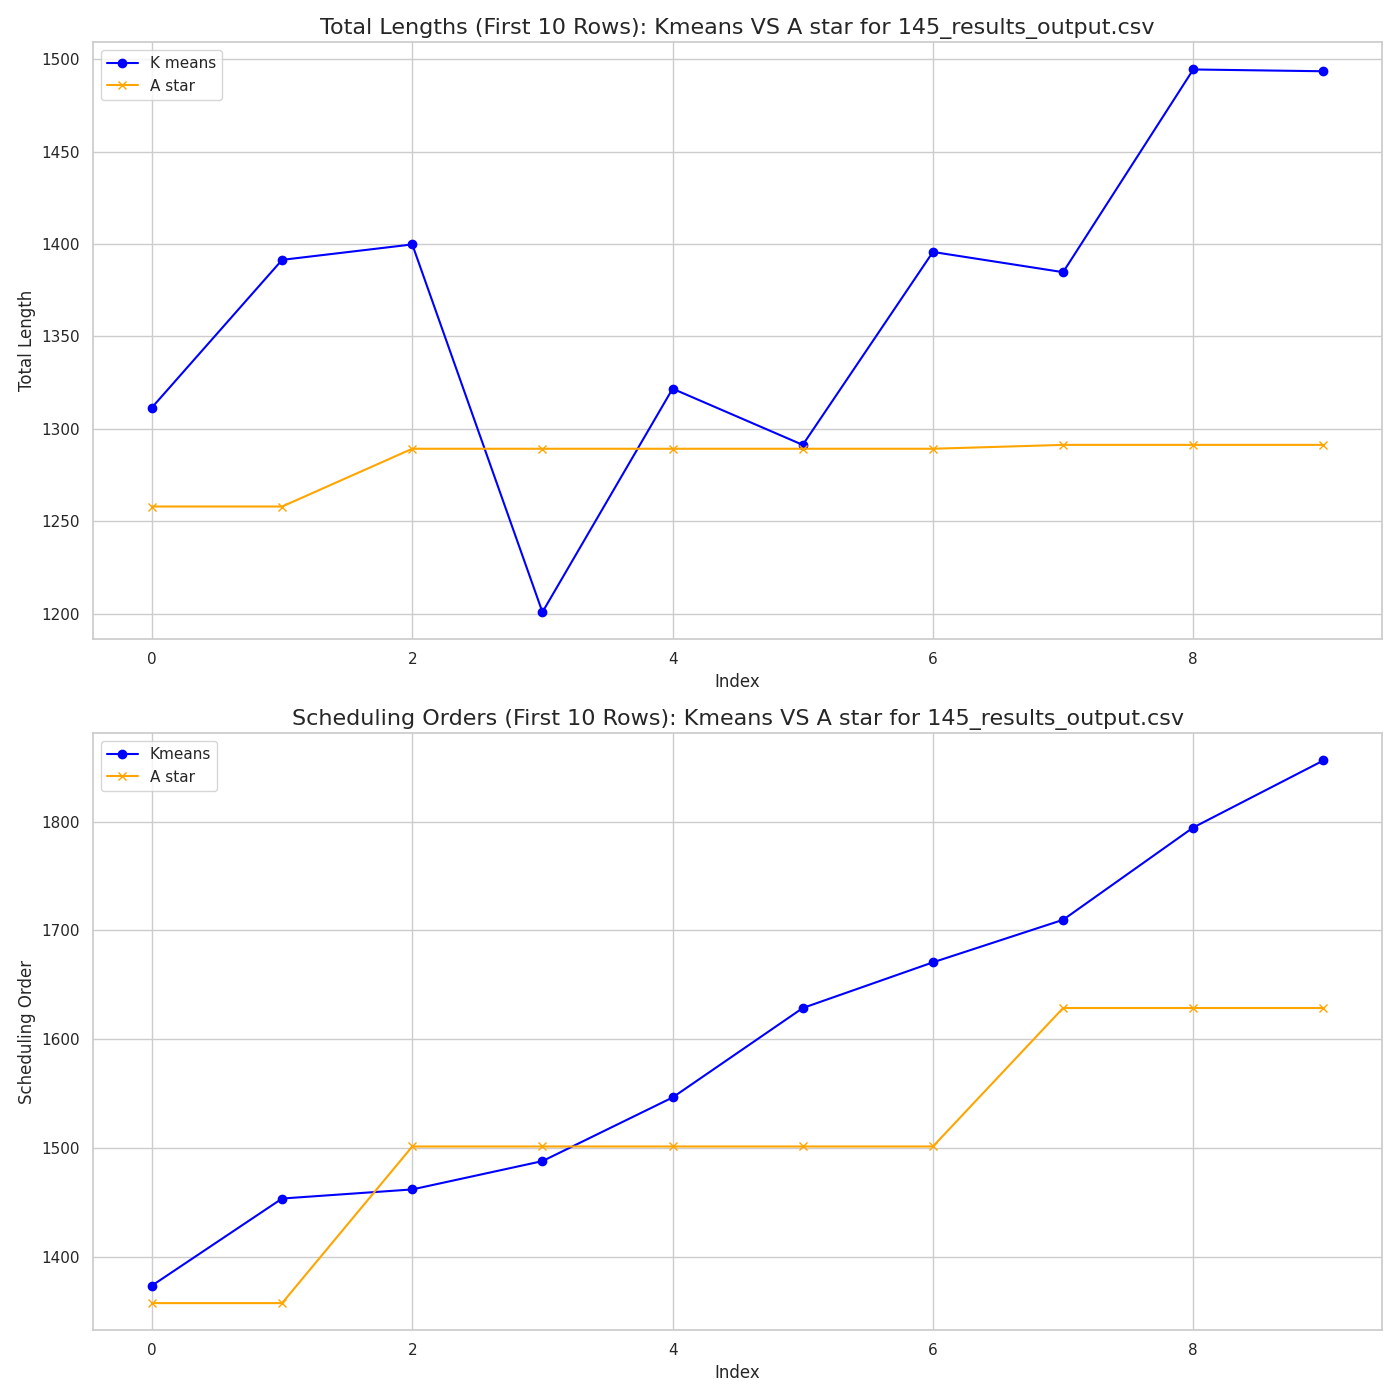 Total Lengths (First 10 Rows): Kmeans VS A star for 145_results_output.csv
K means
A star
1500
1450
1400
1350
1300
1250
1200
Total Length
0 2 4 6 8
Index
Scheduling Orders (First 10 Rows): Kmeans VS A star for 145_results_output.csv
Kmeans
A star
1800
1700
1600
1500
1400
Scheduling Order
0 2 4 6 8
Index